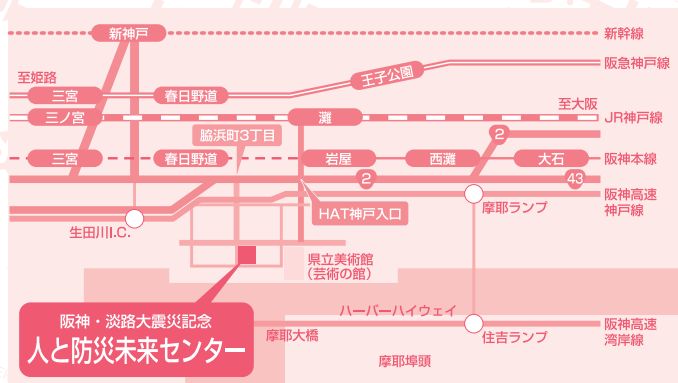 新神戸
新幹線
至姫路
王子公園
阪急神戸線
三宮
春日野道
至大阪
三ノ宮
灘
JR神戸線
脇浜町3丁目
2
三宮
春日野道
岩屋
西灘
大石
阪神本線
2
43
阪神高速
神戸線
HAT神戸入口
摩耶ランプ
生田川I.C.
県立美術館
(芸術の館)
ハーバーハイウェイ
阪神・淡路大震災記念
人と防災未来センター
摩耶大橋
住吉ランプ
阪神高速
湾岸線
摩耶埠頭